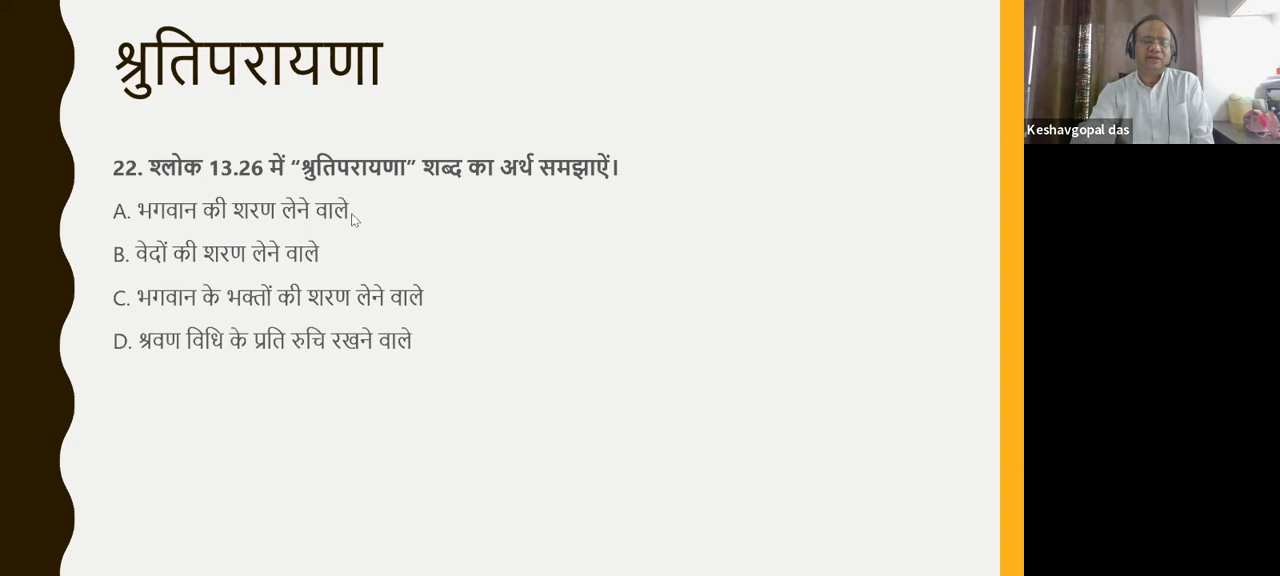 श्रुतिपरायणा
22. श्लोक 13.26 में “श्रुतिपरायणा” शब्द का अर्थ समझाऐं।
A. भगवान की शरण लेने वाले
B. वेदों की शरण लेने वाले
C. भगवान के भक्तों की शरण लेने वाले
D. श्रवण विधि के प्रति रुचि रखने वाले
Keshavgopal das